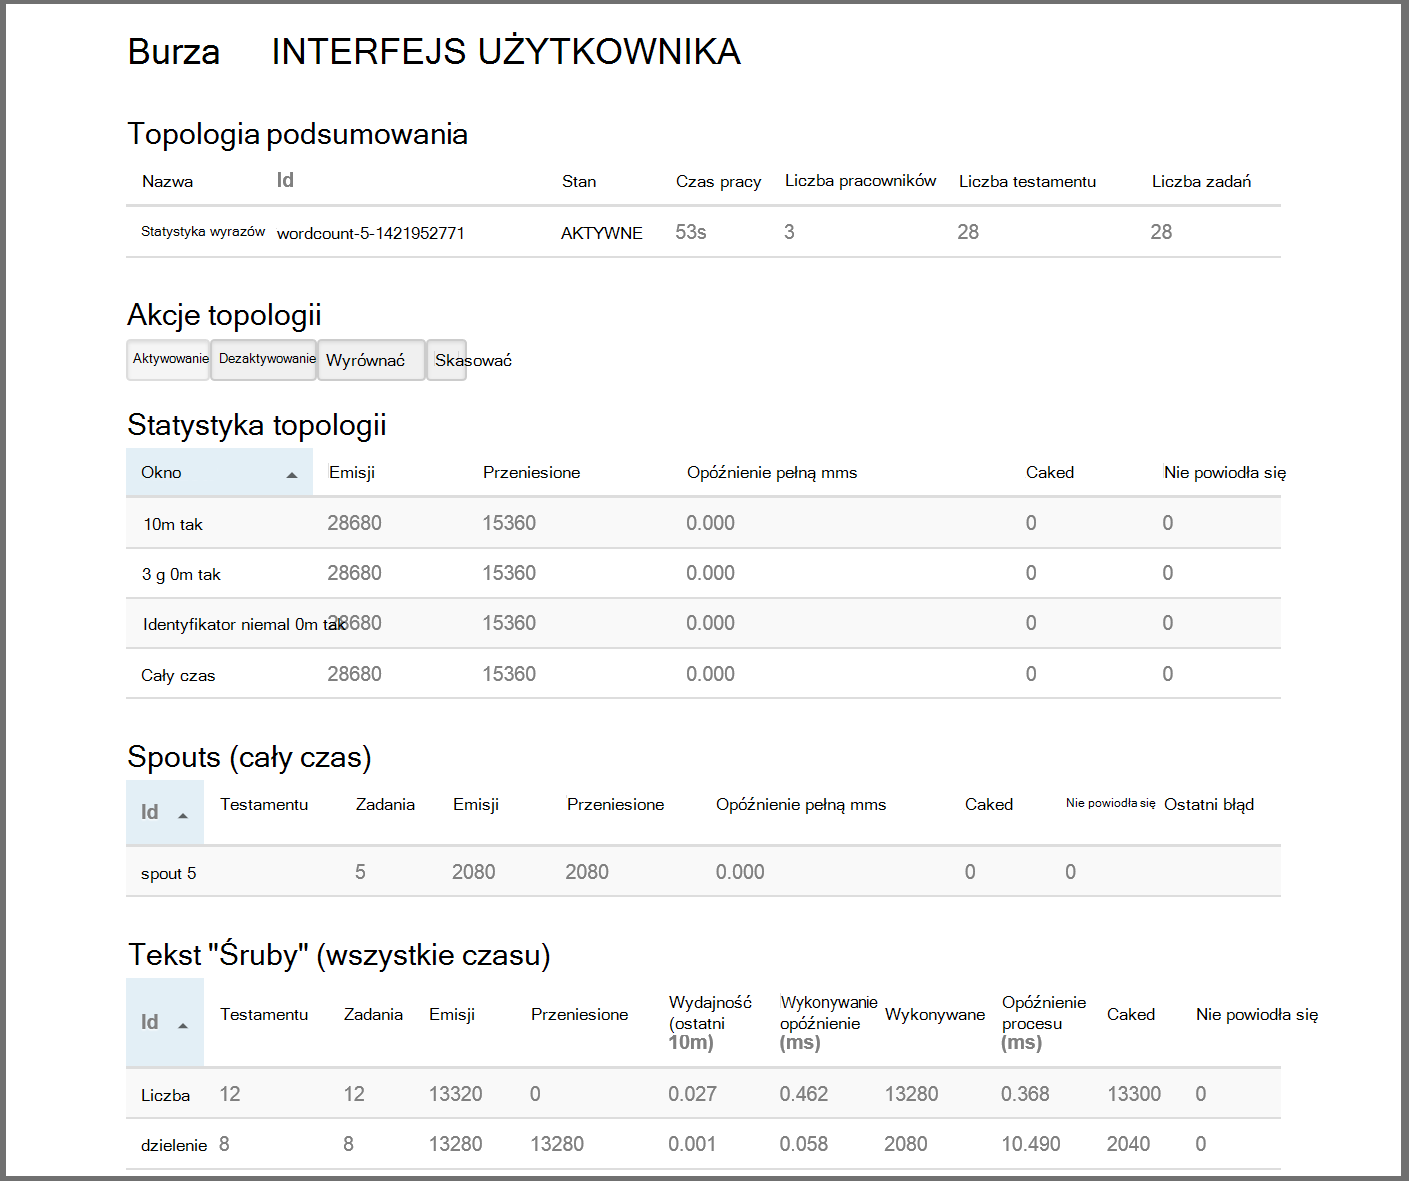 Burza INTERFEJS UŻYTKOWNIKA
Topologia podsumowania
Nazwa Id Stan Czas pracy Liczba pracowników Liczba testamentu Liczba zadań
Statystyka wyrazów wordcount-5-1421952771 AKTYWNE 53s 3 28 28
Akcje topologii
Aktywowanie Dezaktywowanie Wyrównać Skasować
Statystyka topologii
Okno Emisji Przeniesione Opóźnienie pełną mms Caked Nie powiodła się
10m tak 28680 15360 0.000 0 0
3 g 0m tak 28680 15360 0.000 0 0
Identyfikator niemal 0m tak 28680 15360 0.000 0 0
Cały czas 28680 15360 0.000 0 0
Spouts (cały czas)
Id Testamentu Zadania Emisji Przeniesione Opóźnienie pełną mms Caked Nie powiodła się Ostatni błąd
spout 5 5 2080 2080 0.000 0 0
Tekst "Śruby" (wszystkie czasu)
Id Testamentu Zadania Emisji Przeniesione Wydajność (ostatni 10m) Wykonywanie opóźnienie (ms) Wykonywane Opóźnienie procesu (ms) Caked Nie powiodła się
Liczba 12 12 13320 0 0.027 0.462 13280 0.368 13300 0
dzielenie 8 8 13280 13280 0.001 0.058 2080 10.490 2040 0